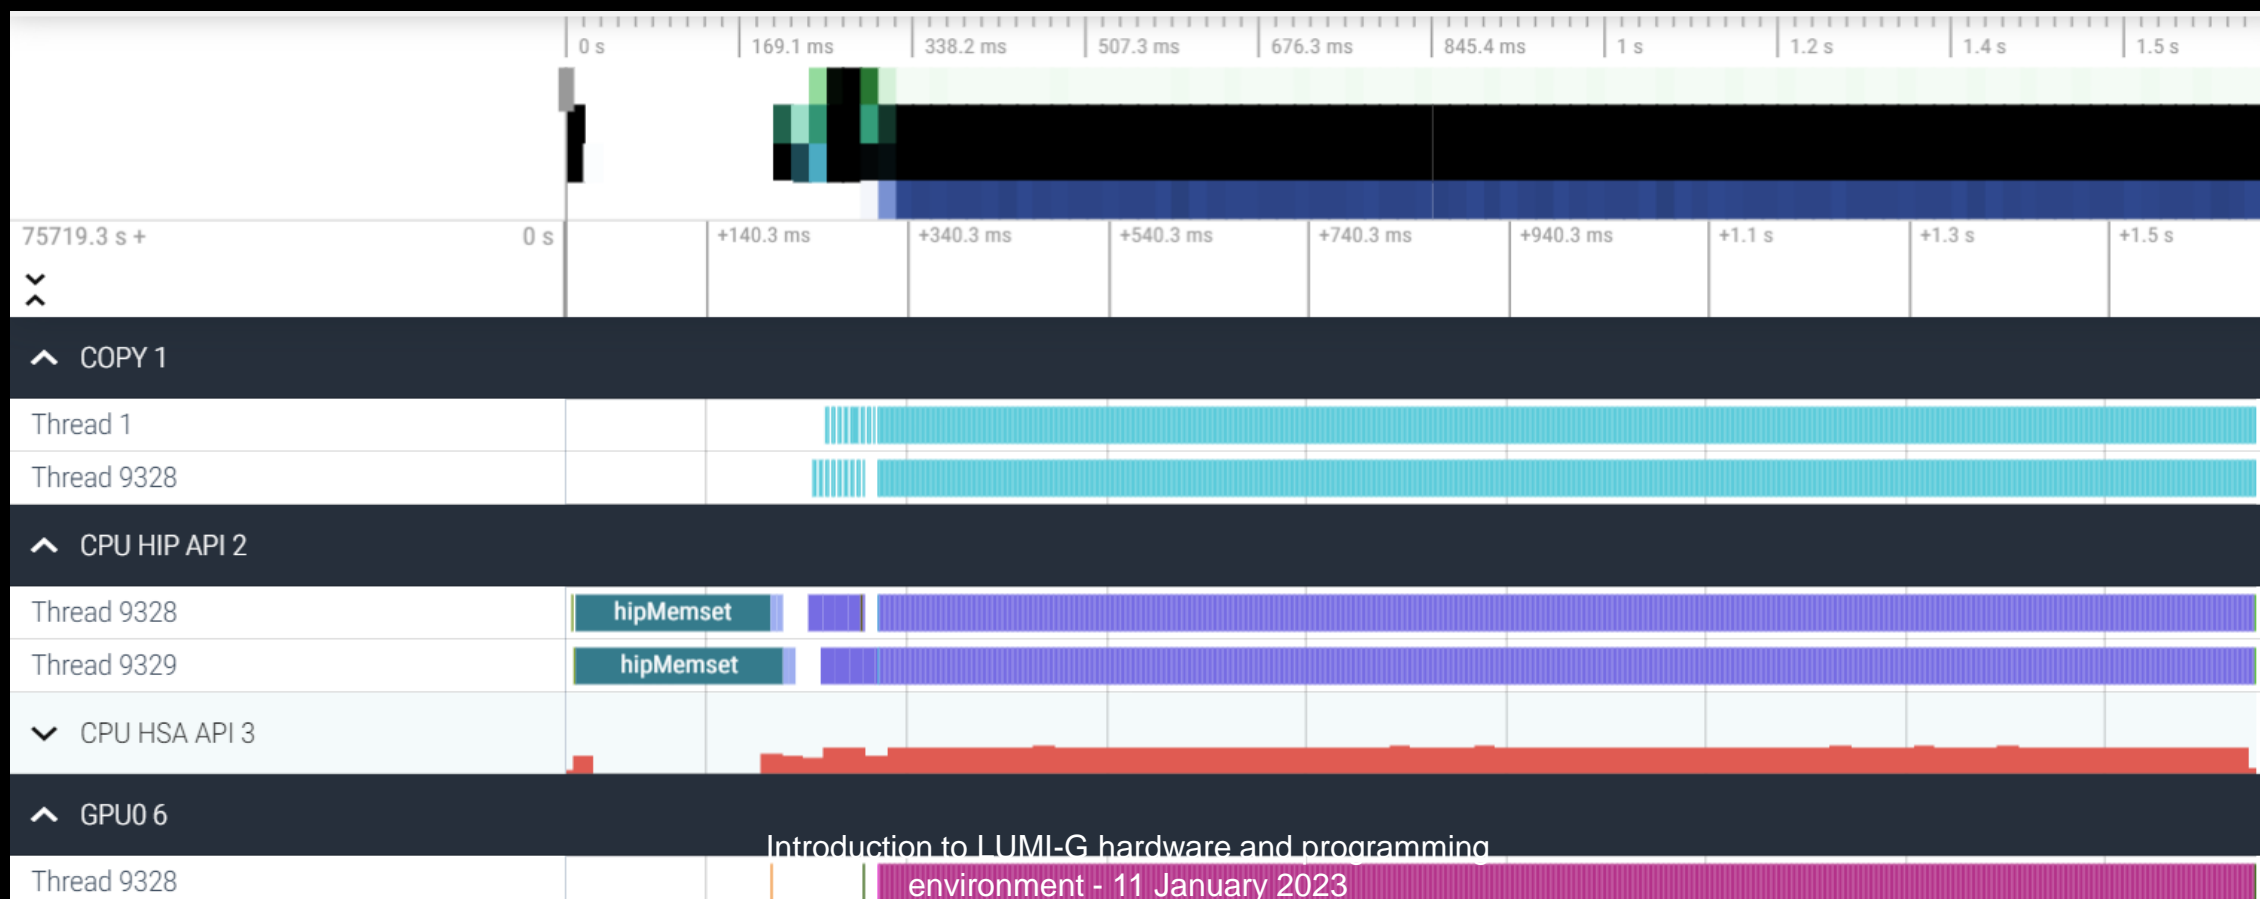 0 s 169.1 ms 338.2 ms 507.3 ms 676.3 ms 845.4 ms 1 s 1.2 s 1.4 s 1.5 s
75719.3 s + 0 s +140.3 ms +340.3 ms +540.3 ms +740.3 ms +940.3 ms +1.1 s +1.3 s +1.5 s
COPY 1
Thread 1
Thread 9328
CPU HIP API 2
Thread 9328 hipMemset
Thread 9329 hipMemset
CPU HSA API 3
GPU0 6
Introduction to LUMI-G hardware and programming
Thread 9328
environment - 11 January 2023